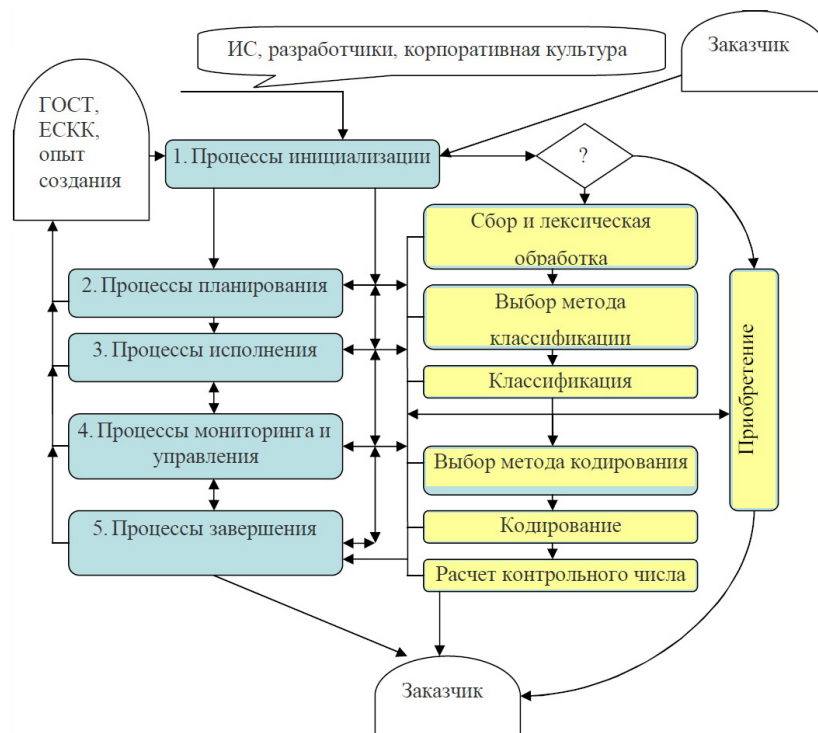 ИС, разработчики, корпоративная культура
Заказчик
ГОСТ,
ЕСКК,
опыт
создания
1. Процессы инициализации
?
Сбор и лексическая
обработка
2. Процессы планирования
Выбор метода
классификации
3. Процессы исполнения
Классификация
Приобретение
4. Процессы мониторинга и
управления
Выбор метода кодирования
5. Процессы завершения
Кодирование
Расчет контрольного числа
Заказчик